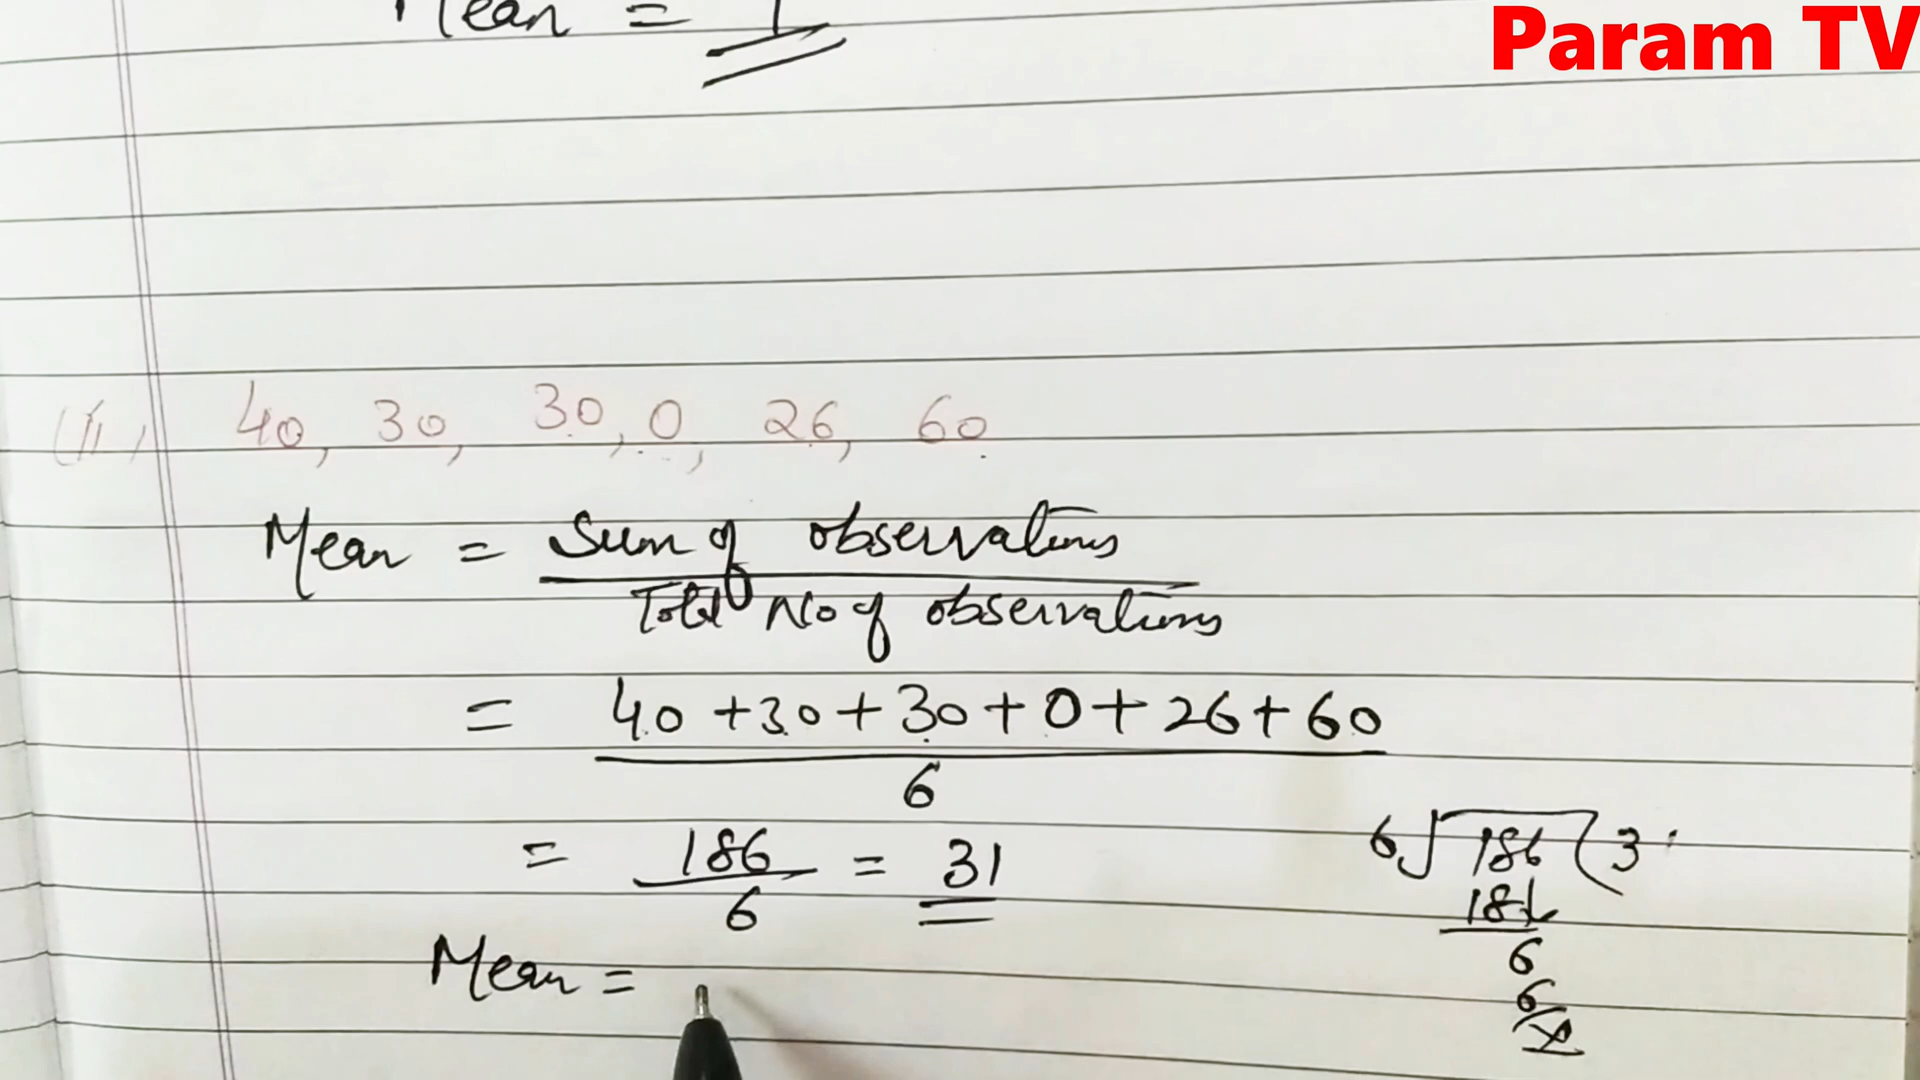 Param TV
Mean = 1
(ii) 40, 30, 30, 0, 26, 60
Mean = Sum of observations
Total No of observations
= 40 + 30 + 30 + 0 + 26 + 60
6
= 186 = 31
6
6 186 31
18
6
6
Mean =